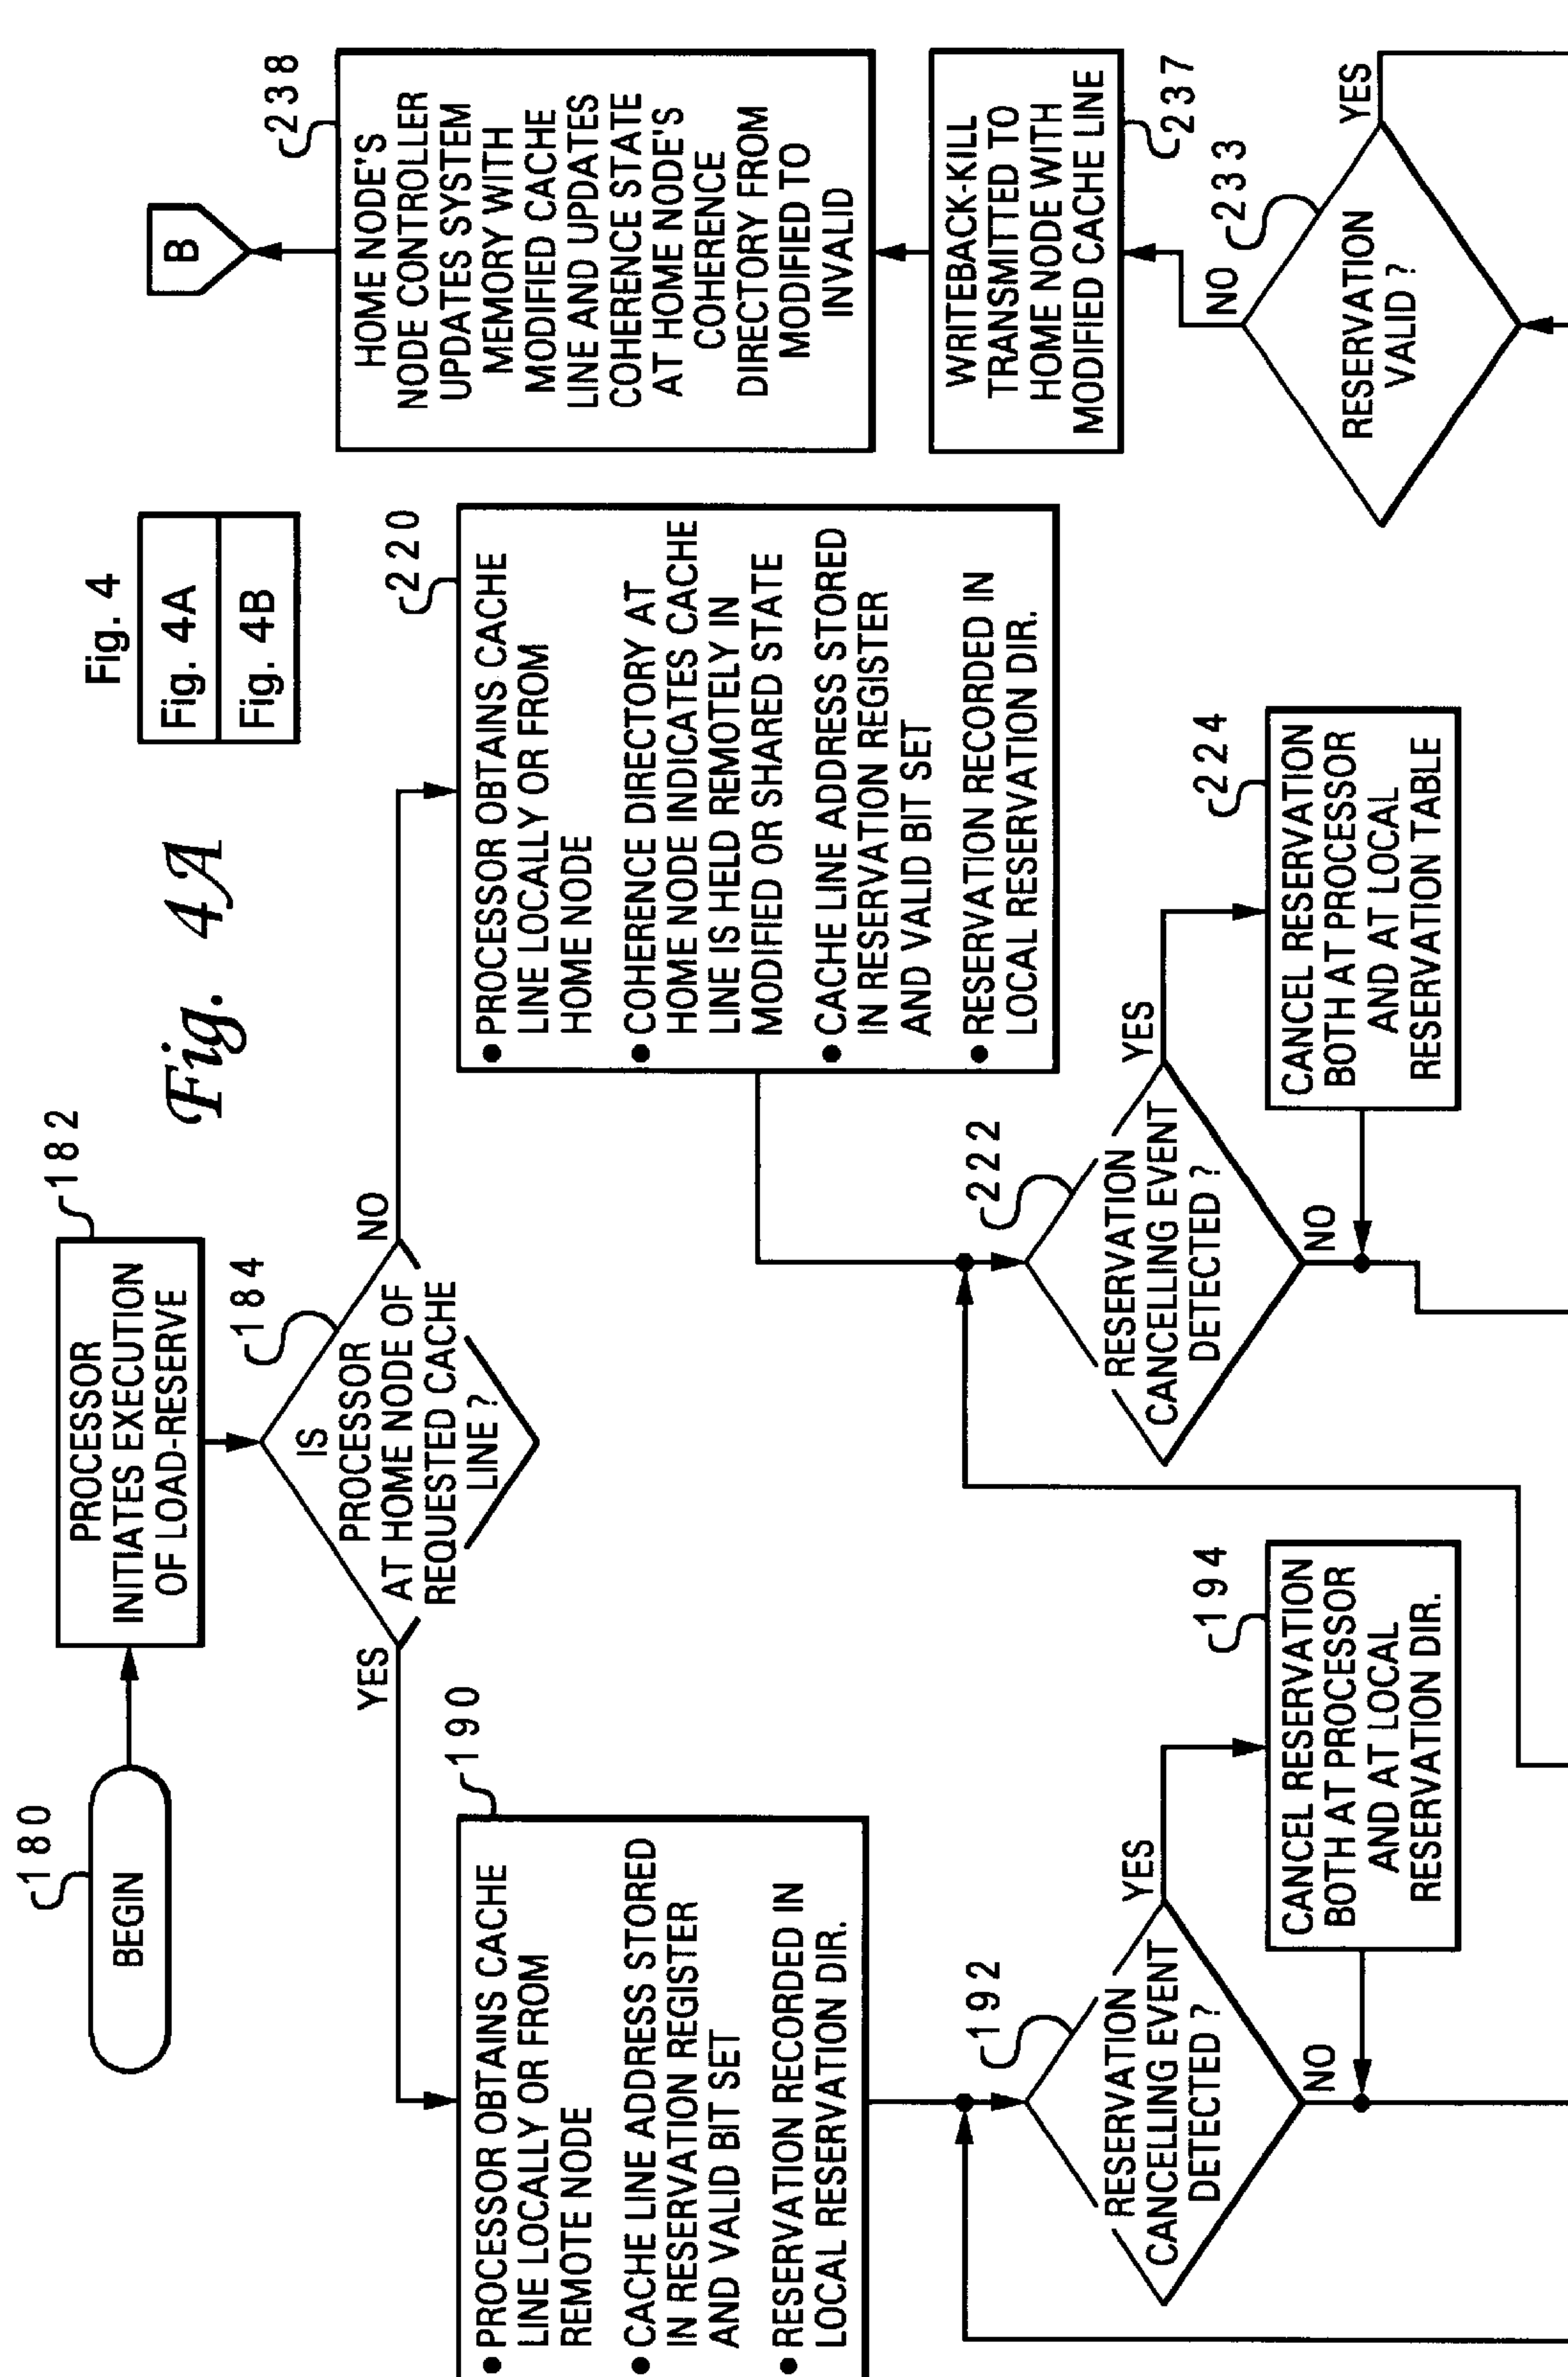 Fig. 4A
Fig. 4
Fig. 4A
Fig. 4B
180
BEGIN
182
PROCESSOR
INITIATES EXECUTION
OF LOAD-RESERVE
184
IS
PROCESSOR
AT HOME NODE OF
REQUESTED CACHE
LINE ?
YES
NO
190
● PROCESSOR OBTAINS CACHE
LINE LOCALLY OR FROM
REMOTE NODE
● CACHE LINE ADDRESS STORED
IN RESERVATION REGISTER
AND VALID BIT SET
● RESERVATION RECORDED IN
LOCAL RESERVATION DIR.
192
RESERVATION
CANCELLING EVENT
DETECTED ?
YES
NO
194
CANCEL RESERVATION
BOTH AT PROCESSOR
AND AT LOCAL
RESERVATION DIR.
220
● PROCESSOR OBTAINS CACHE
LINE LOCALLY OR FROM
HOME NODE
● COHERENCE DIRECTORY AT
HOME NODE INDICATES CACHE
LINE IS HELD REMOTELY IN
MODIFIED OR SHARED STATE
● CACHE LINE ADDRESS STORED
IN RESERVATION REGISTER
AND VALID BIT SET
● RESERVATION RECORDED IN
LOCAL RESERVATION DIR.
222
RESERVATION
CANCELLING EVENT
DETECTED ?
YES
NO
224
CANCEL RESERVATION
BOTH AT PROCESSOR
AND AT LOCAL
RESERVATION TABLE
B
238
HOME NODE'S
NODE CONTROLLER
UPDATES SYSTEM
MEMORY WITH
MODIFIED CACHE
LINE AND UPDATES
COHERENCE STATE
AT HOME NODE'S
COHERENCE
DIRECTORY FROM
MODIFIED TO
INVALID
WRITEBACK-KILL
TRANSMITTED TO
HOME NODE WITH
MODIFIED CACHE LINE
237
233
NO
YES
RESERVATION
VALID ?